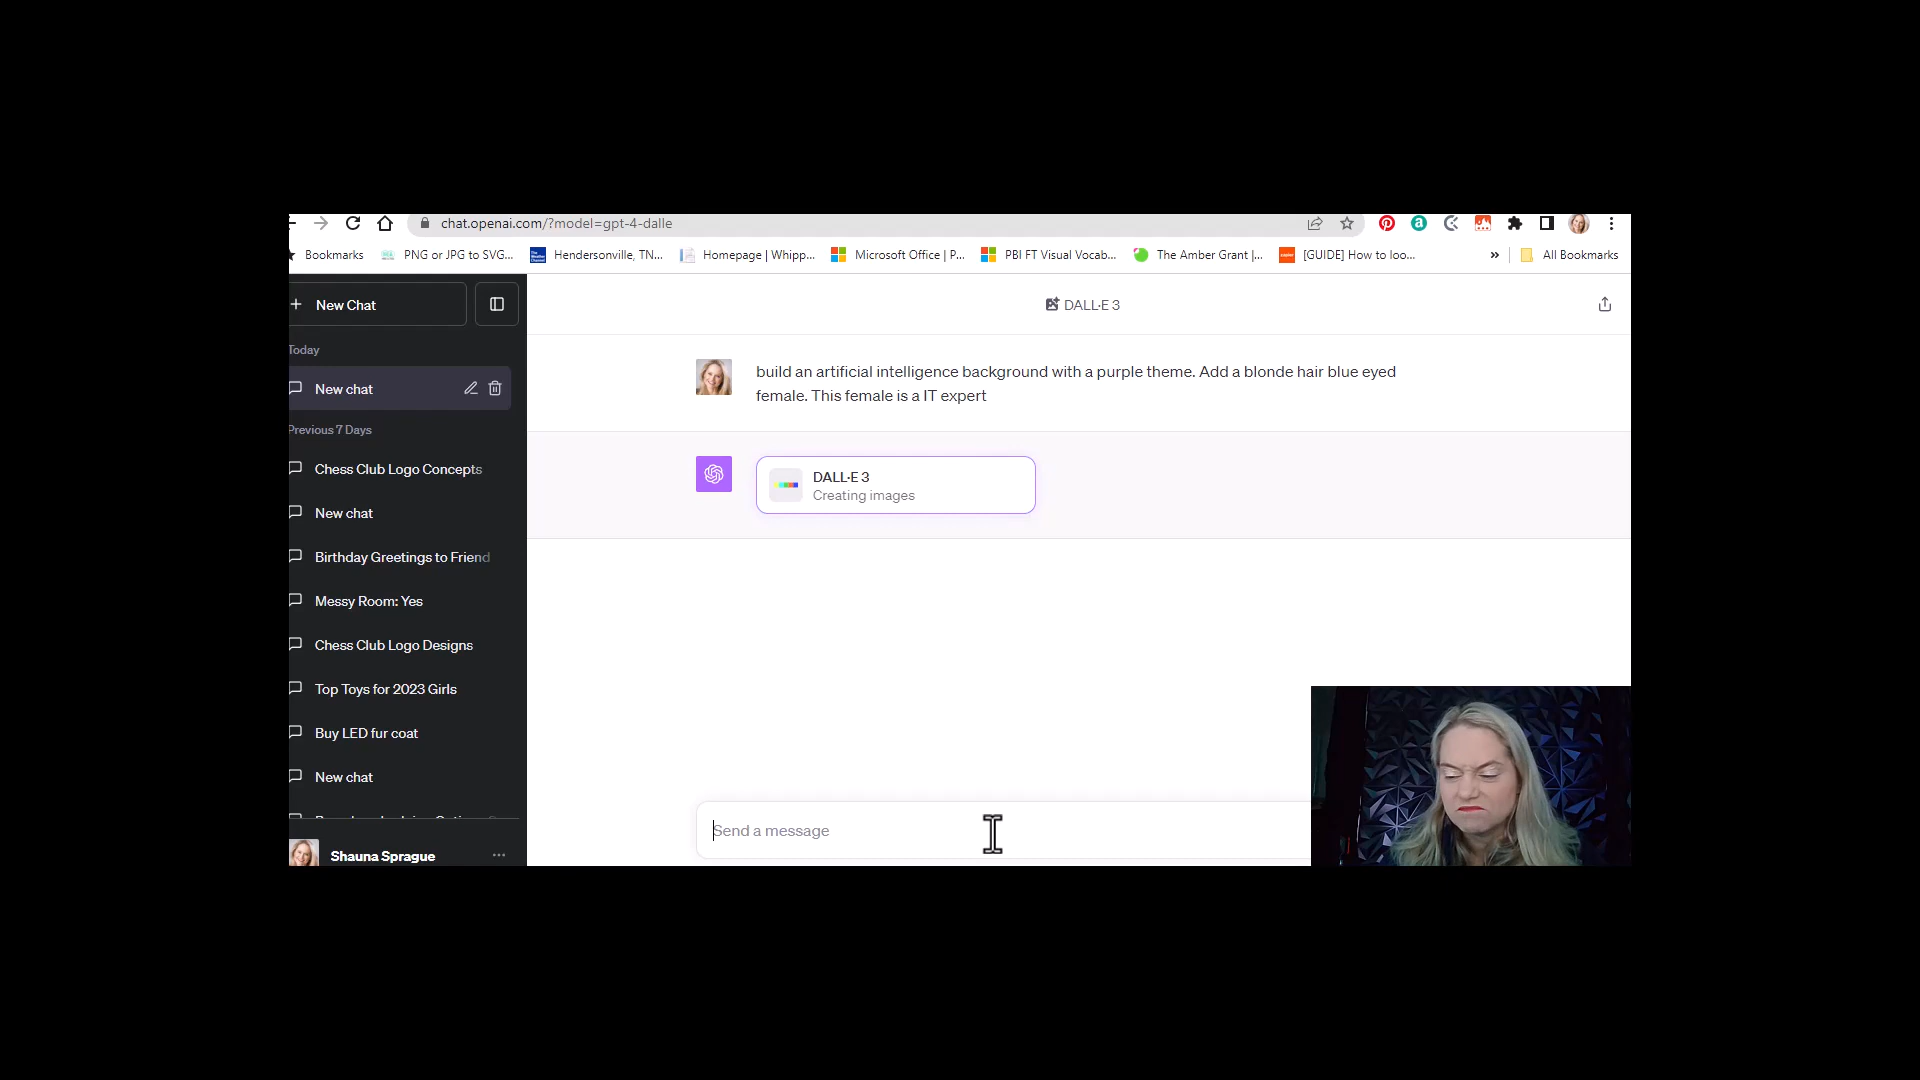 chat.openai.com/?model=gpt-4-dalle
Bookmarks PNG or JPG to SVG... Hendersonville, TN... Homepage | Whipp... Microsoft Office | P... PBI FT Visual Vocab... The Amber Grant |... [GUIDE] How to loo... » All Bookmarks
New Chat
DALL·E 3
Today
New chat
build an artificial intelligence background with a purple theme. Add a blonde hair blue eyed
female. This female is a IT expert
Previous 7 Days
Chess Club Logo Concepts
New chat
Birthday Greetings to Friend
Messy Room: Yes
Chess Club Logo Designs
Top Toys for 2023 Girls
Buy LED fur coat
New chat
Shauna Sprague
DALL·E 3
Creating images
Send a message